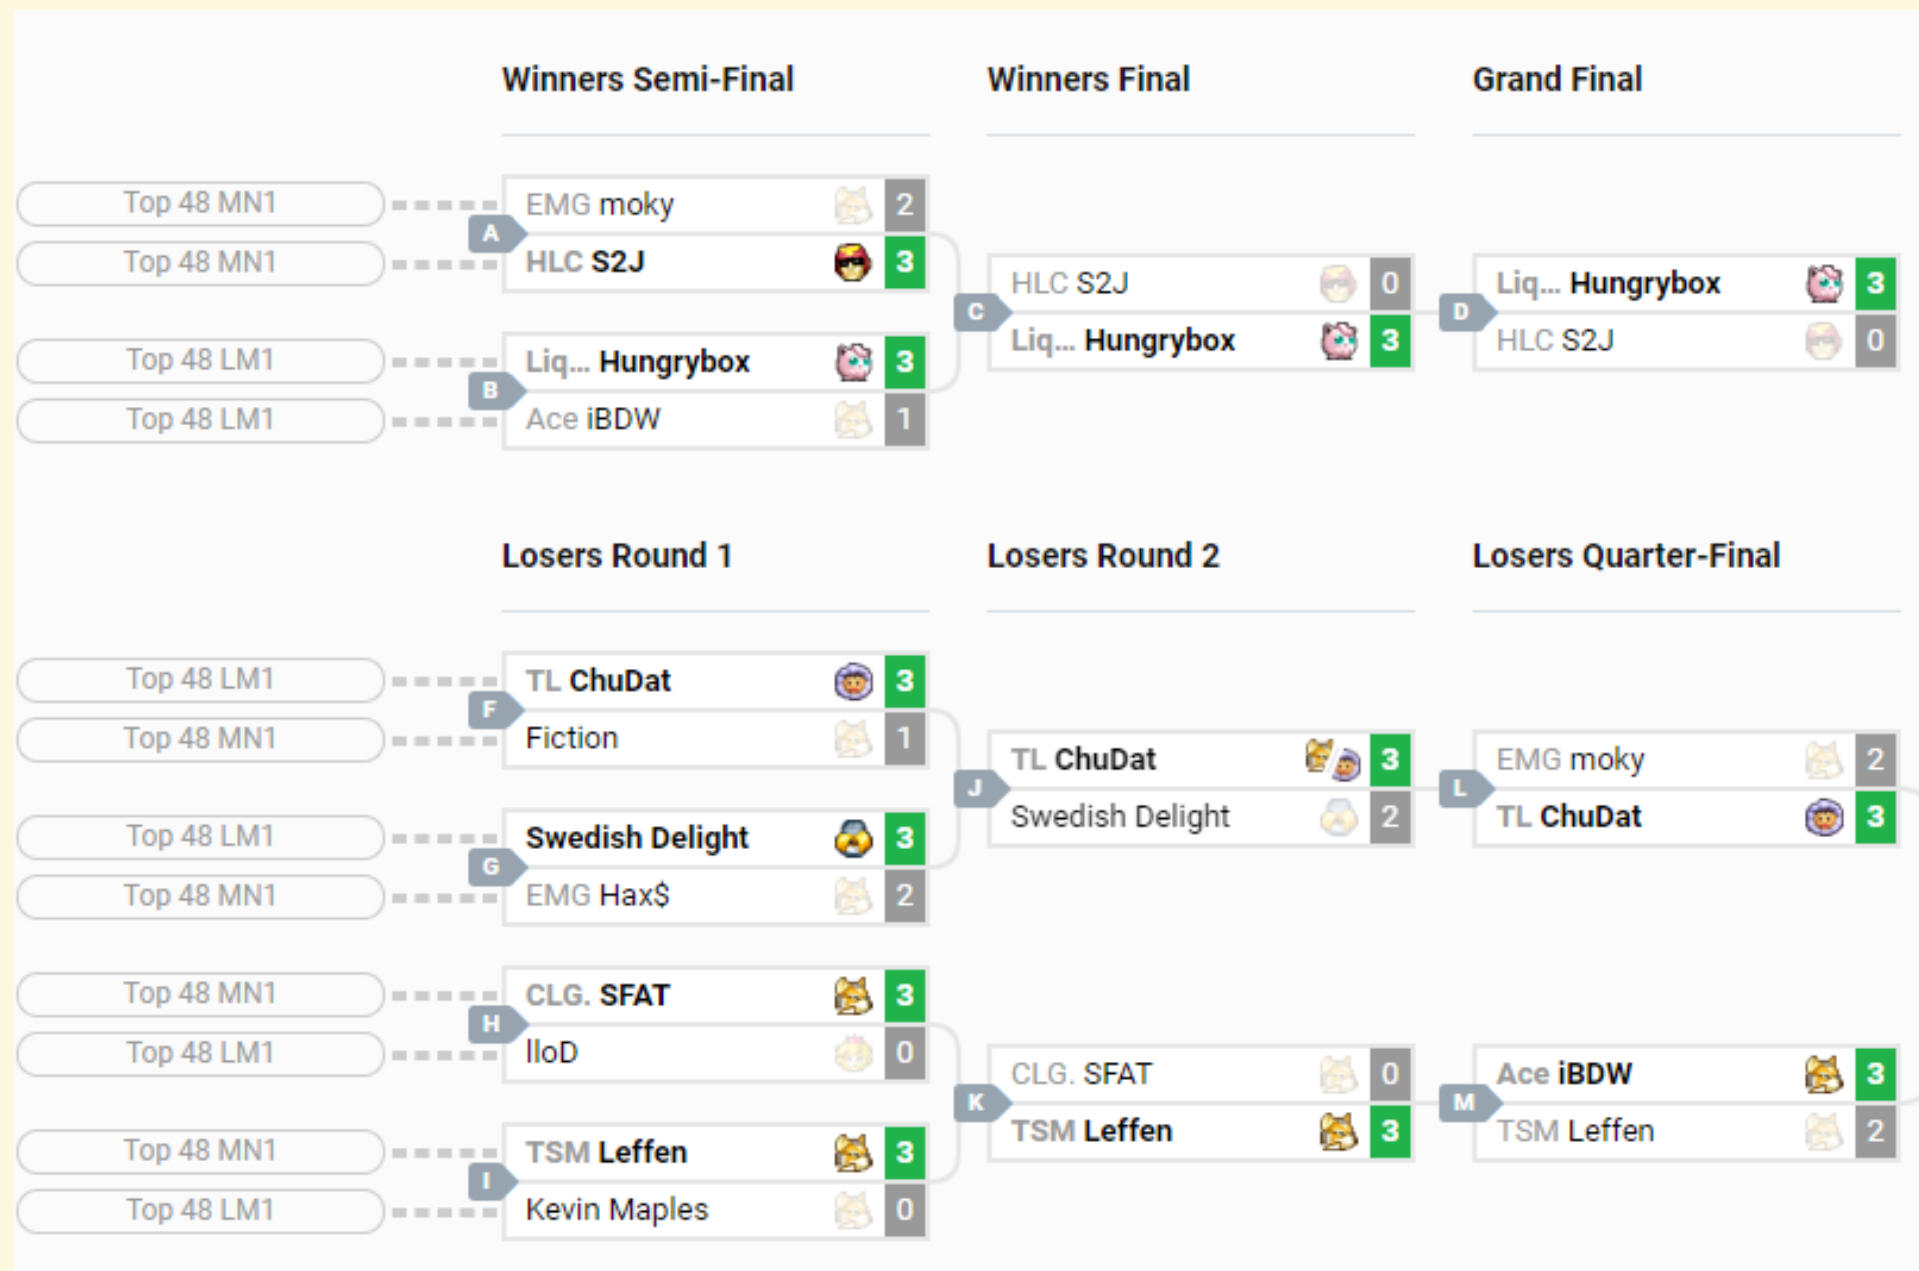 Winners Semi-Final
Winners Final
Grand Final
Top 48 MN1
EMG moky 2
A
Top 48 MN1
HLC S2J 3
HLC S2J 0
C
Liq... Hungrybox 3
Liq... Hungrybox 3
D
HLC S2J 0
Top 48 LM1
Liq... Hungrybox 3
B
Top 48 LM1
Ace iBDW 1
Losers Round 1
Losers Round 2
Losers Quarter-Final
Top 48 LM1
TL ChuDat 3
F
Top 48 MN1
Fiction 1
TL ChuDat 3
J
Swedish Delight 2
EMG moky 2
L
TL ChuDat 3
Top 48 LM1
Swedish Delight 3
G
Top 48 MN1
EMG Hax$ 2
Top 48 MN1
CLG. SFAT 3
H
Top 48 LM1
lloD 0
CLG. SFAT 0
K
TSM Leffen 3
Ace iBDW 3
M
TSM Leffen 2
Top 48 MN1
TSM Leffen 3
I
Top 48 LM1
Kevin Maples 0